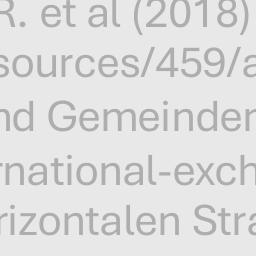 R. et al (2018)
sources/459/a
nd Gemeinden
rnational-exch
rizontalen Stra